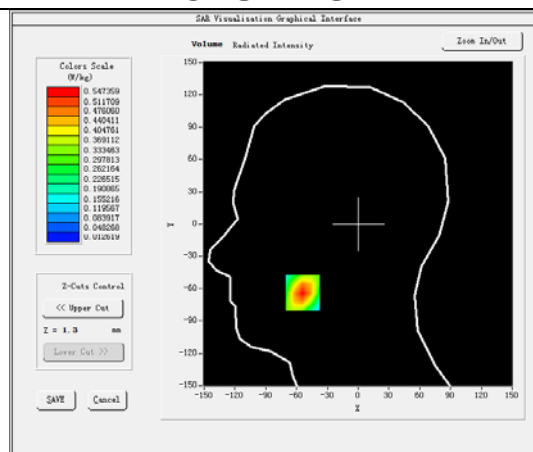 SAR Visualisation Graphical Interface
Volume Radiated Intensity
Zoom In/Out
Colors Scale
(W/kg)
0.547359
0.511709
0.476060
0.440411
0.404761
0.369112
0.333463
0.297813
0.262164
0.226515
0.190865
0.155216
0.119567
0.083917
0.048268
0.012619
Z-Cuts Control
<< Upper Cut
Z = 1.3 mm
Lower Cut >>
SAVE
Cancel
150
120
90
60
30
0
-30
-60
-90
-120
-150
Y
-150 -120 -90 -60 -30 0 30 60 90 120 150
X